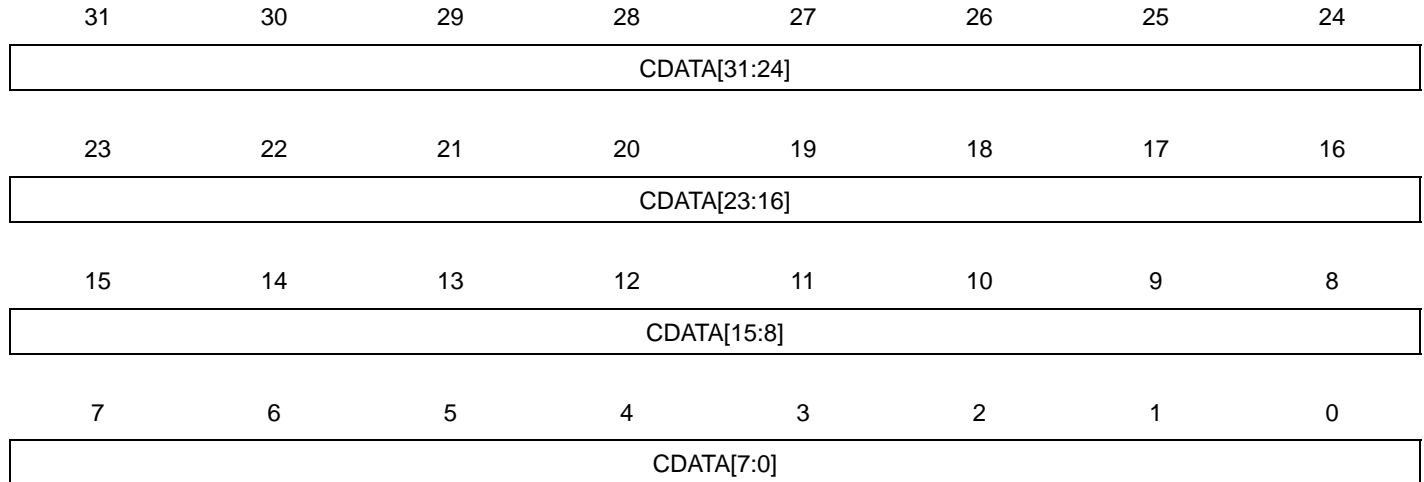 31 30 29 28 27 26 25 24
CDATA[31:24]
23 22 21 20 19 18 17 16
CDATA[23:16]
15 14 13 12 11 10 9 8
CDATA[15:8]
7 6 5 4 3 2 1 0
CDATA[7:0]